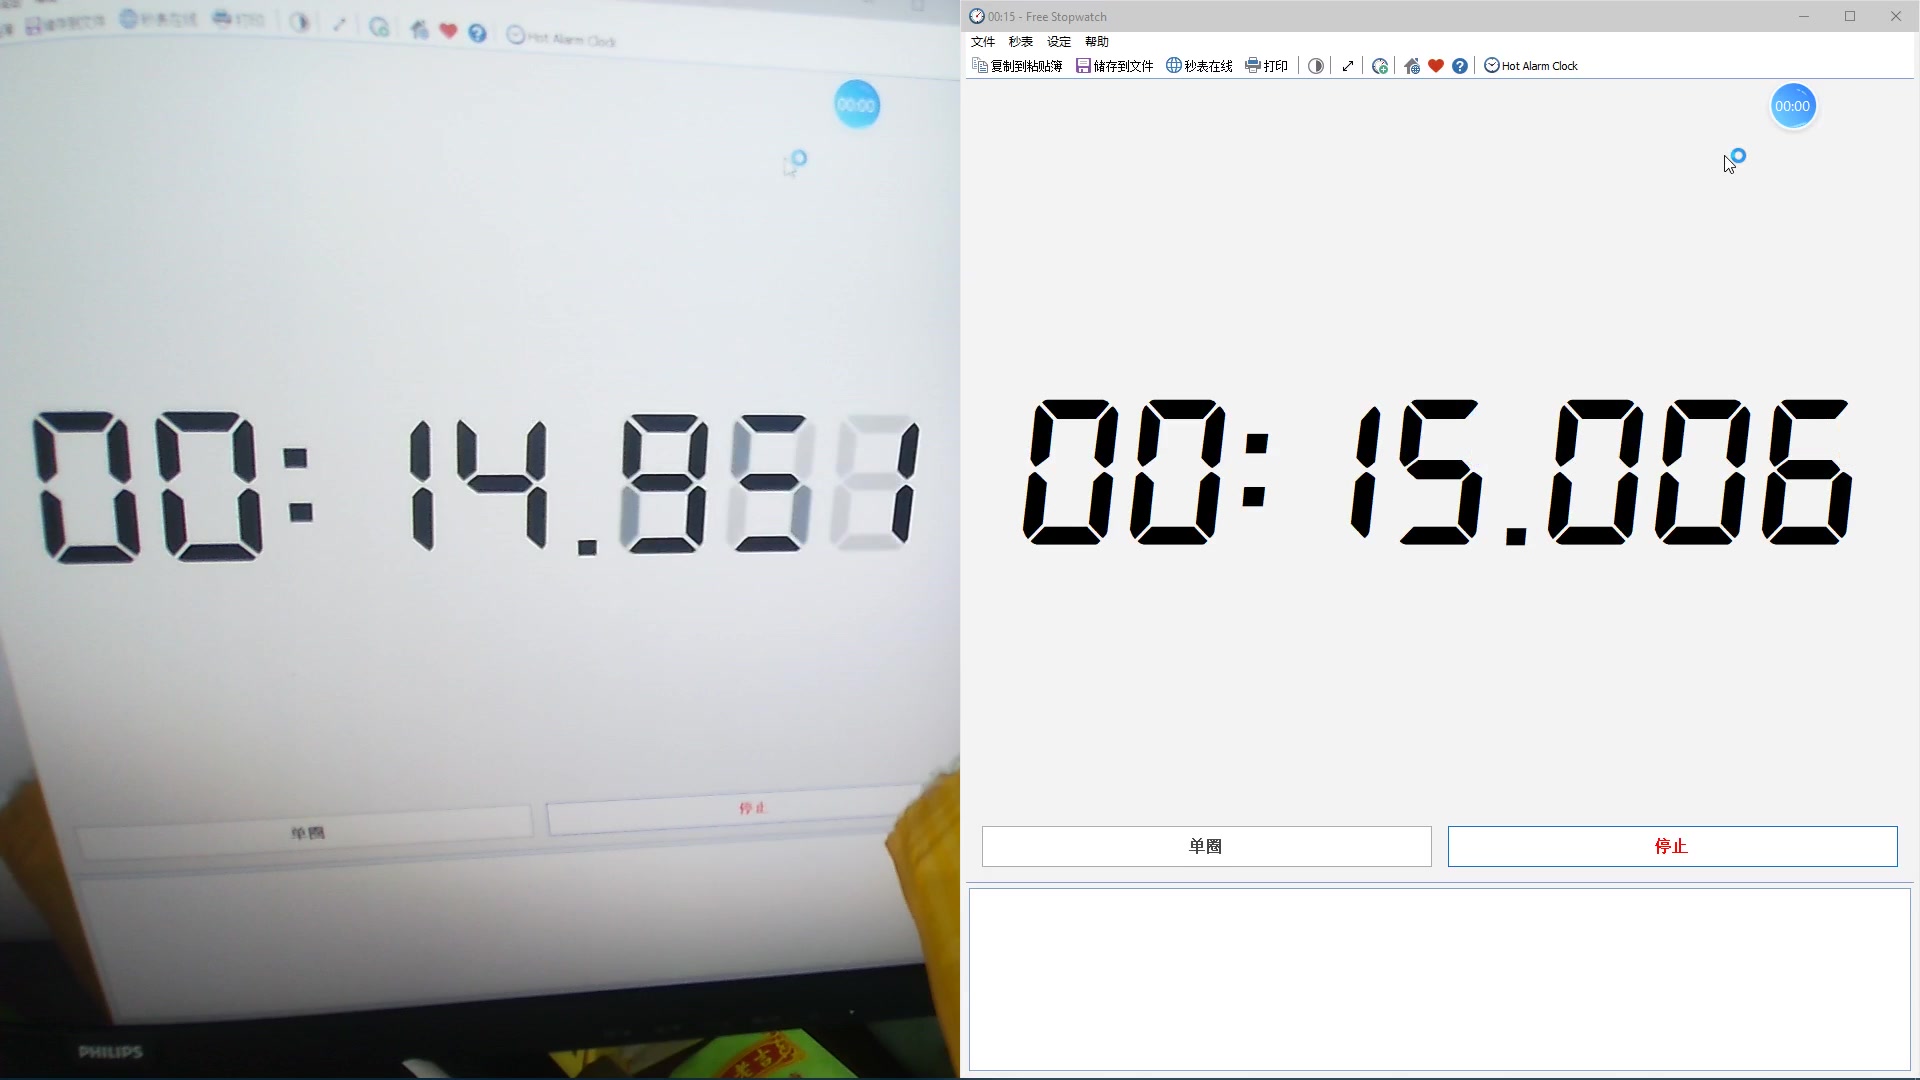 储存到文件 秒表在线 打印 Hot Alarm Clock
00:00
00: 14.
单圈 停止
PHILIPS
00:15 - Free Stopwatch
文件 秒表 设定 帮助
复制到粘贴簿 储存到文件 秒表在线 打印 Hot Alarm Clock
00:00
00: 15.006
单圈 停止